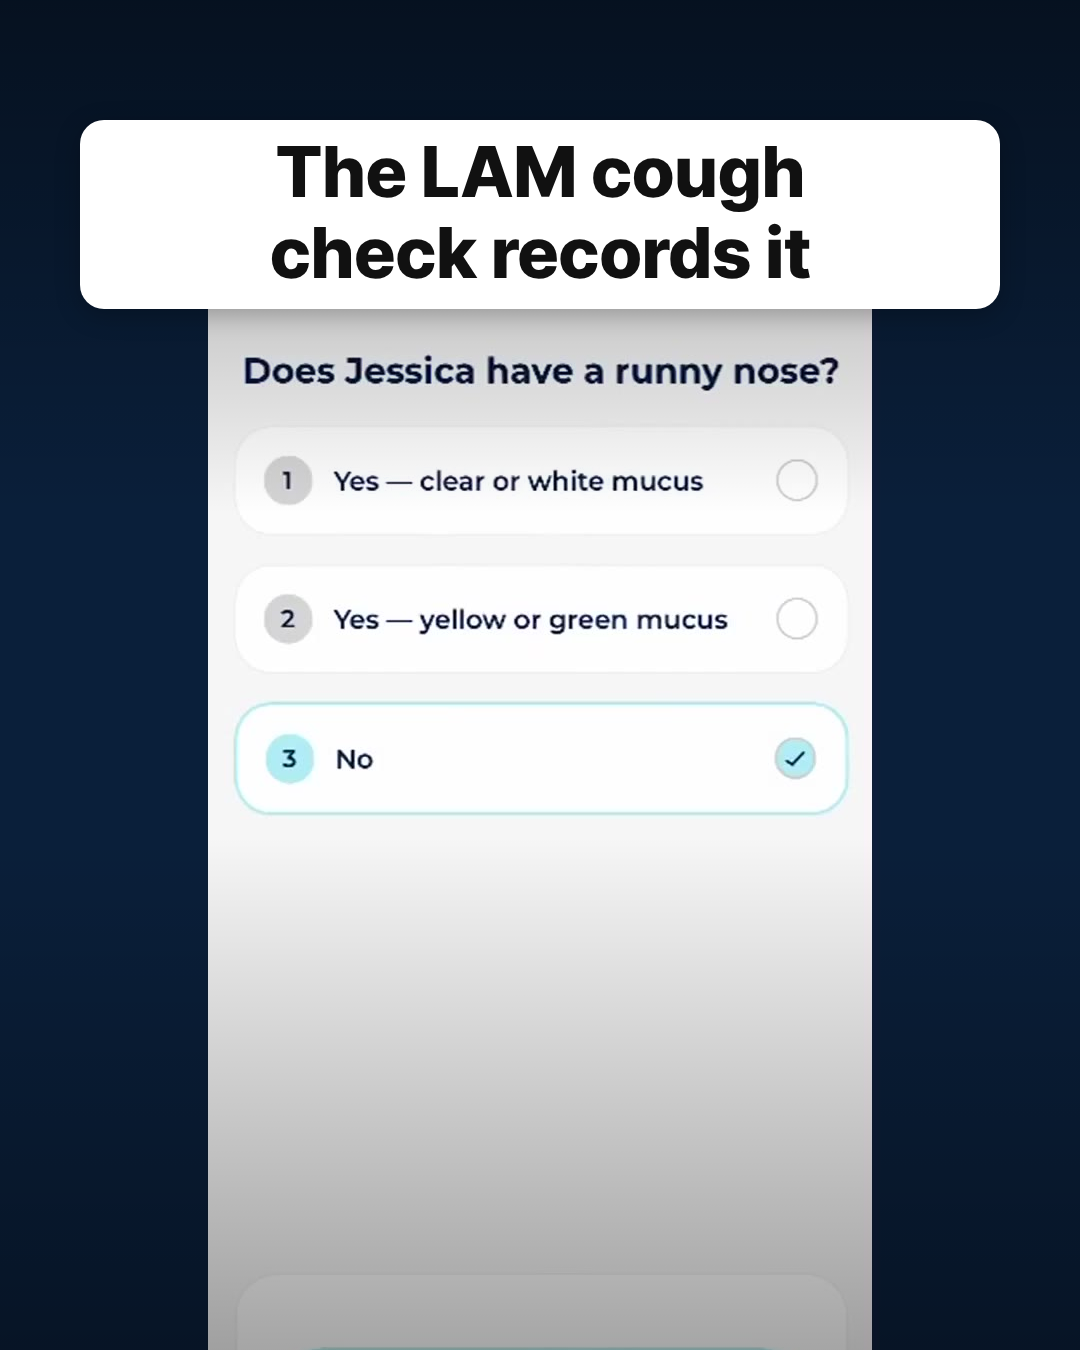 The LAM cough
check records it
Does Jessica have a runny nose?
1 Yes — clear or white mucus
2 Yes — yellow or green mucus
3 No